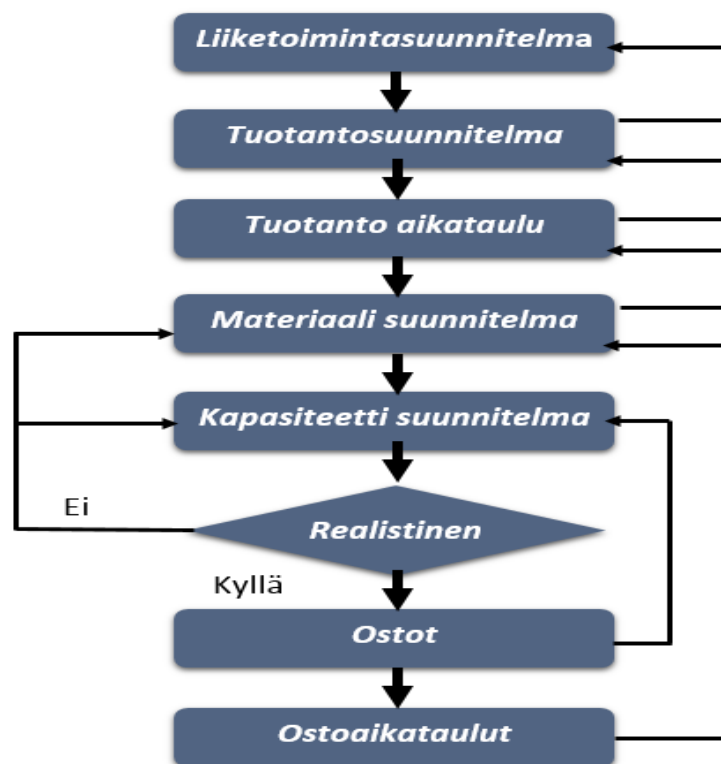 Liiketoimintasuunnitelma
Tuotantosuunnitelma
Tuotanto aikataulu
Materiaali suunnitelma
Kapasiteetti suunnitelma
Ei
Realistinen
Kyllä
Ostot
Ostoaikataulut